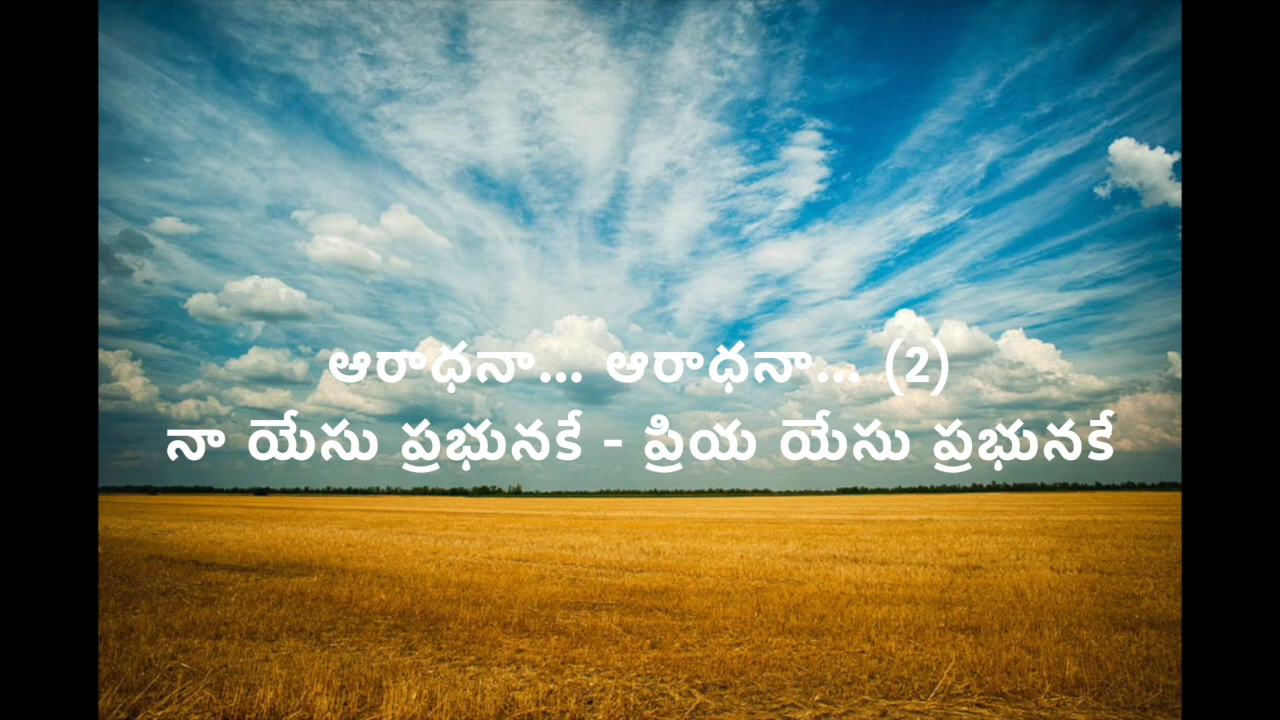 ఆరాధనా... ఆరాధనా... (2)
నా యేసు ప్రభునకే - ప్రియ యేసు ప్రభునకే